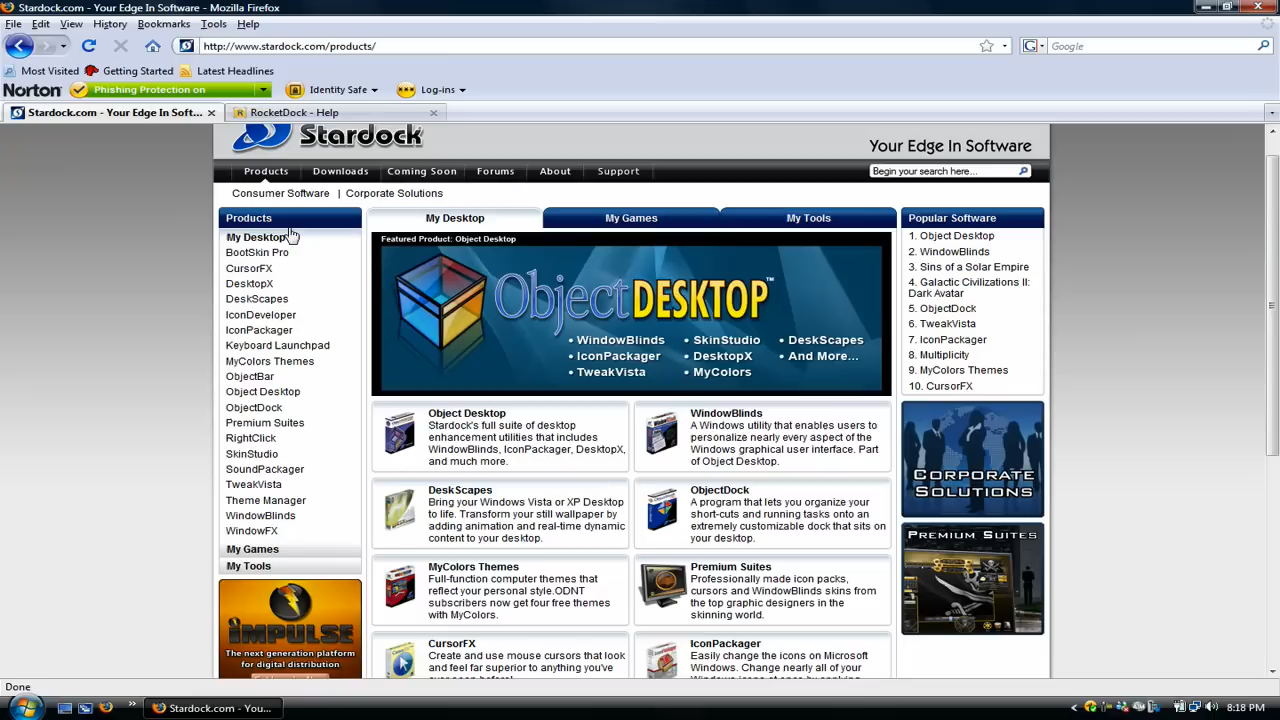 Stardock.com - Your Edge In Software - Mozilla Firefox
File Edit View History Bookmarks Tools Help
http://www.stardock.com/products/
Google
Most Visited Getting Started Latest Headlines
Norton Phishing Protection on Identity Safe Log-ins
Stardock.com - Your Edge In Soft...
RocketDock - Help
Stardock
Your Edge In Software
Products Downloads Coming Soon Forums About Support
Begin your search here...
Consumer Software | Corporate Solutions
Products
My Desktop
BootSkin Pro
CursorFX
DesktopX
DeskScapes
IconDeveloper
IconPackager
Keyboard Launchpad
MyColors Themes
ObjectBar
Object Desktop
ObjectDock
Premium Suites
RightClick
SkinStudio
SoundPackager
TweakVista
Theme Manager
WindowBlinds
WindowFX
My Games
My Tools
IMPULSE
The next generation platform
for digital distribution
My Desktop My Games My Tools
Featured Product: Object Desktop
ObjectDESKTOP™
• WindowBlinds • SkinStudio • DeskScapes
• IconPackager • DesktopX • And More...
• TweakVista • MyColors
Object Desktop
Stardock's full suite of desktop
enhancement utilities that includes
WindowBlinds, IconPackager, DesktopX,
and much more.
WindowBlinds
A Windows utility that enables users to
personalize nearly every aspect of the
Windows graphical user interface. Part
of Object Desktop.
DeskScapes
Bring your Windows Vista or XP Desktop
to life. Transform your still wallpaper by
adding animation and real-time dynamic
content to your desktop.
ObjectDock
A program that lets you organize your
short-cuts and running tasks onto an
extremely customizable dock that sits on
your desktop.
MyColors Themes
Full-function computer themes that
reflect your personal style.ODNT
subscribers now get four free themes
with MyColors.
Premium Suites
Professionally made icon packs,
cursors and WindowBlinds skins from
the top graphic designers in the
skinning world.
CursorFX
Create and use mouse cursors that look
and feel far superior to anything you've
IconPackager
Easily change the icons on Microsoft
Windows. Change nearly all of your
Popular Software
1. Object Desktop
2. WindowBlinds
3. Sins of a Solar Empire
4. Galactic Civilizations II:
Dark Avatar
5. ObjectDock
6. TweakVista
7. IconPackager
8. Multiplicity
9. MyColors Themes
10. CursorFX
CORPORATE
SOLUTIONS
PREMIUM SUITES
Done
Stardock.com - You...
8:18 PM